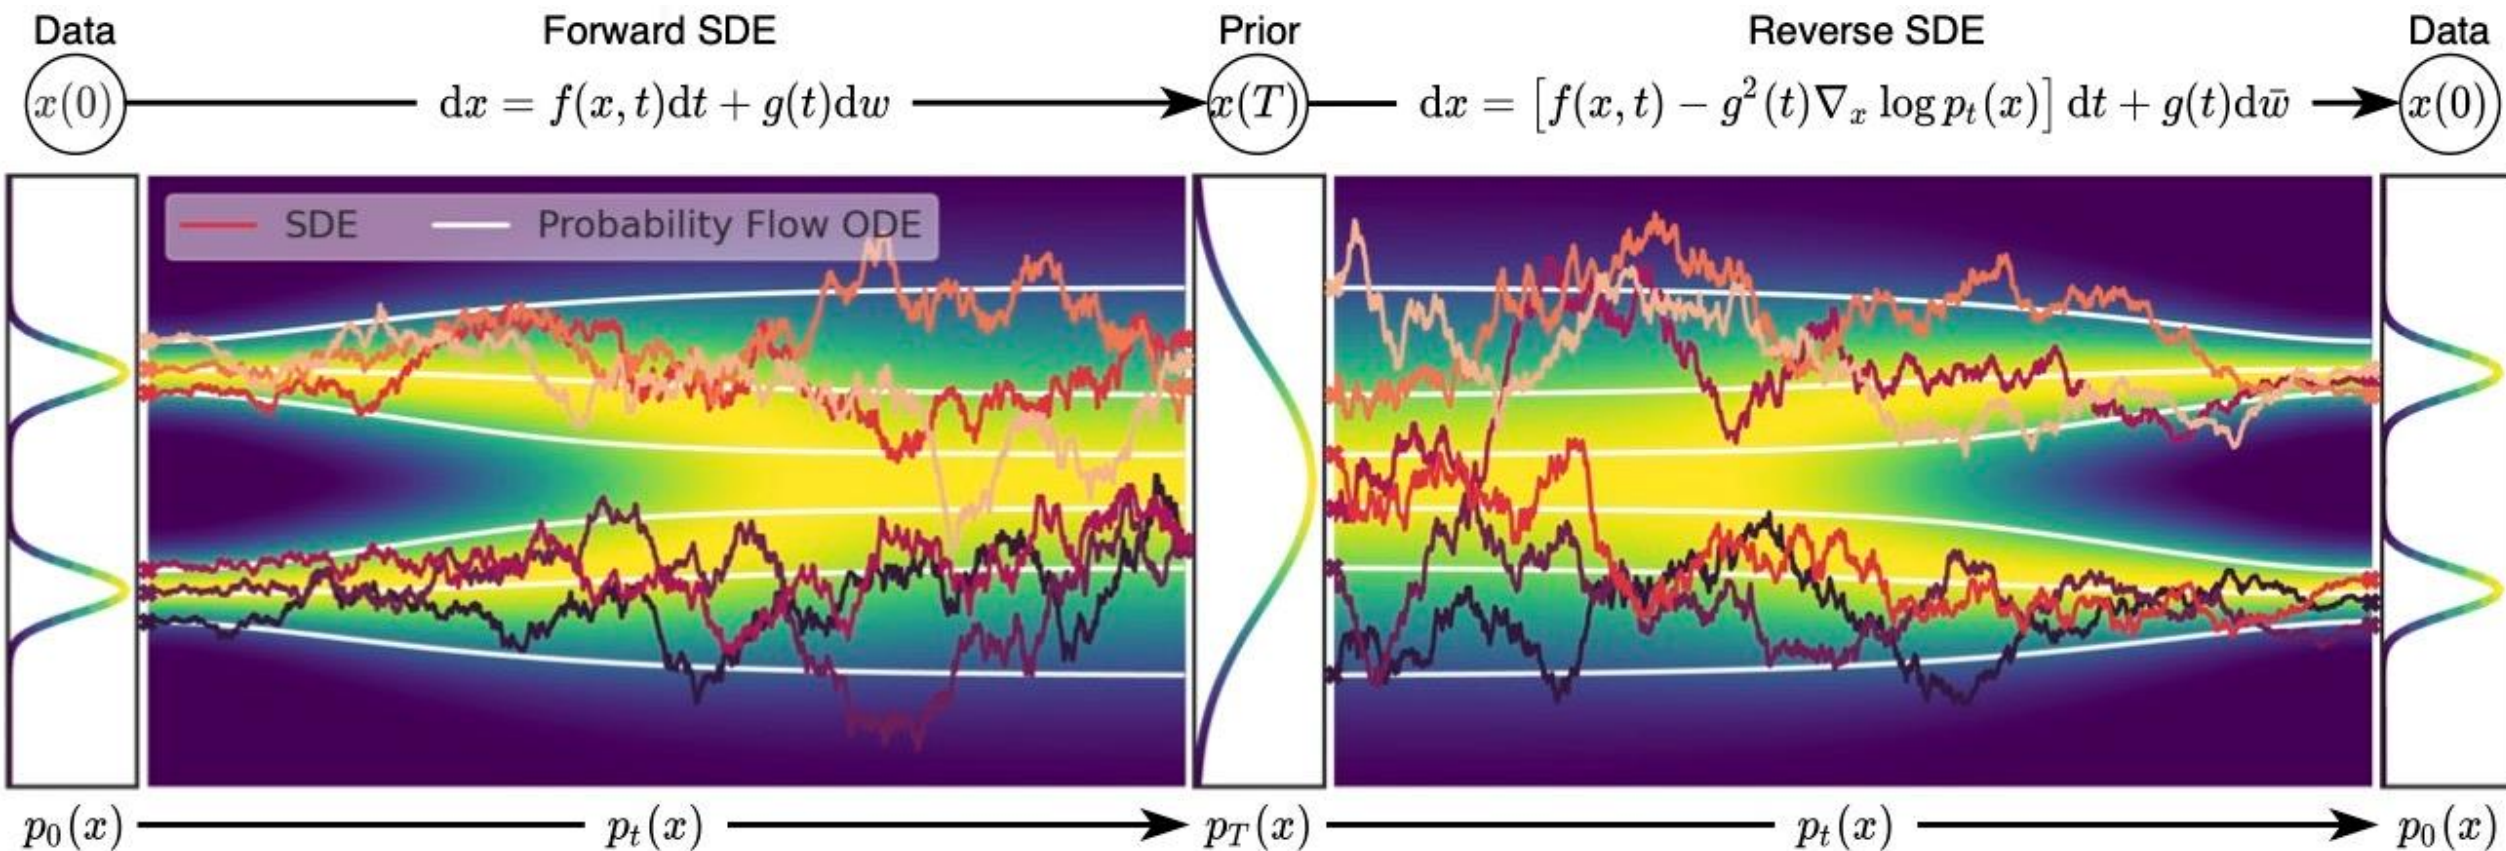 Data Forward SDE Prior Reverse SDE Data
x(0) dx = f(x, t)dt + g(t)dw x(T) dx = [f(x, t) − g²(t)∇ₓ log pₜ(x)] dt + g(t)dw̄ x(0)
SDE Probability Flow ODE
p₀(x) pₜ(x) p_T(x) pₜ(x) p₀(x)